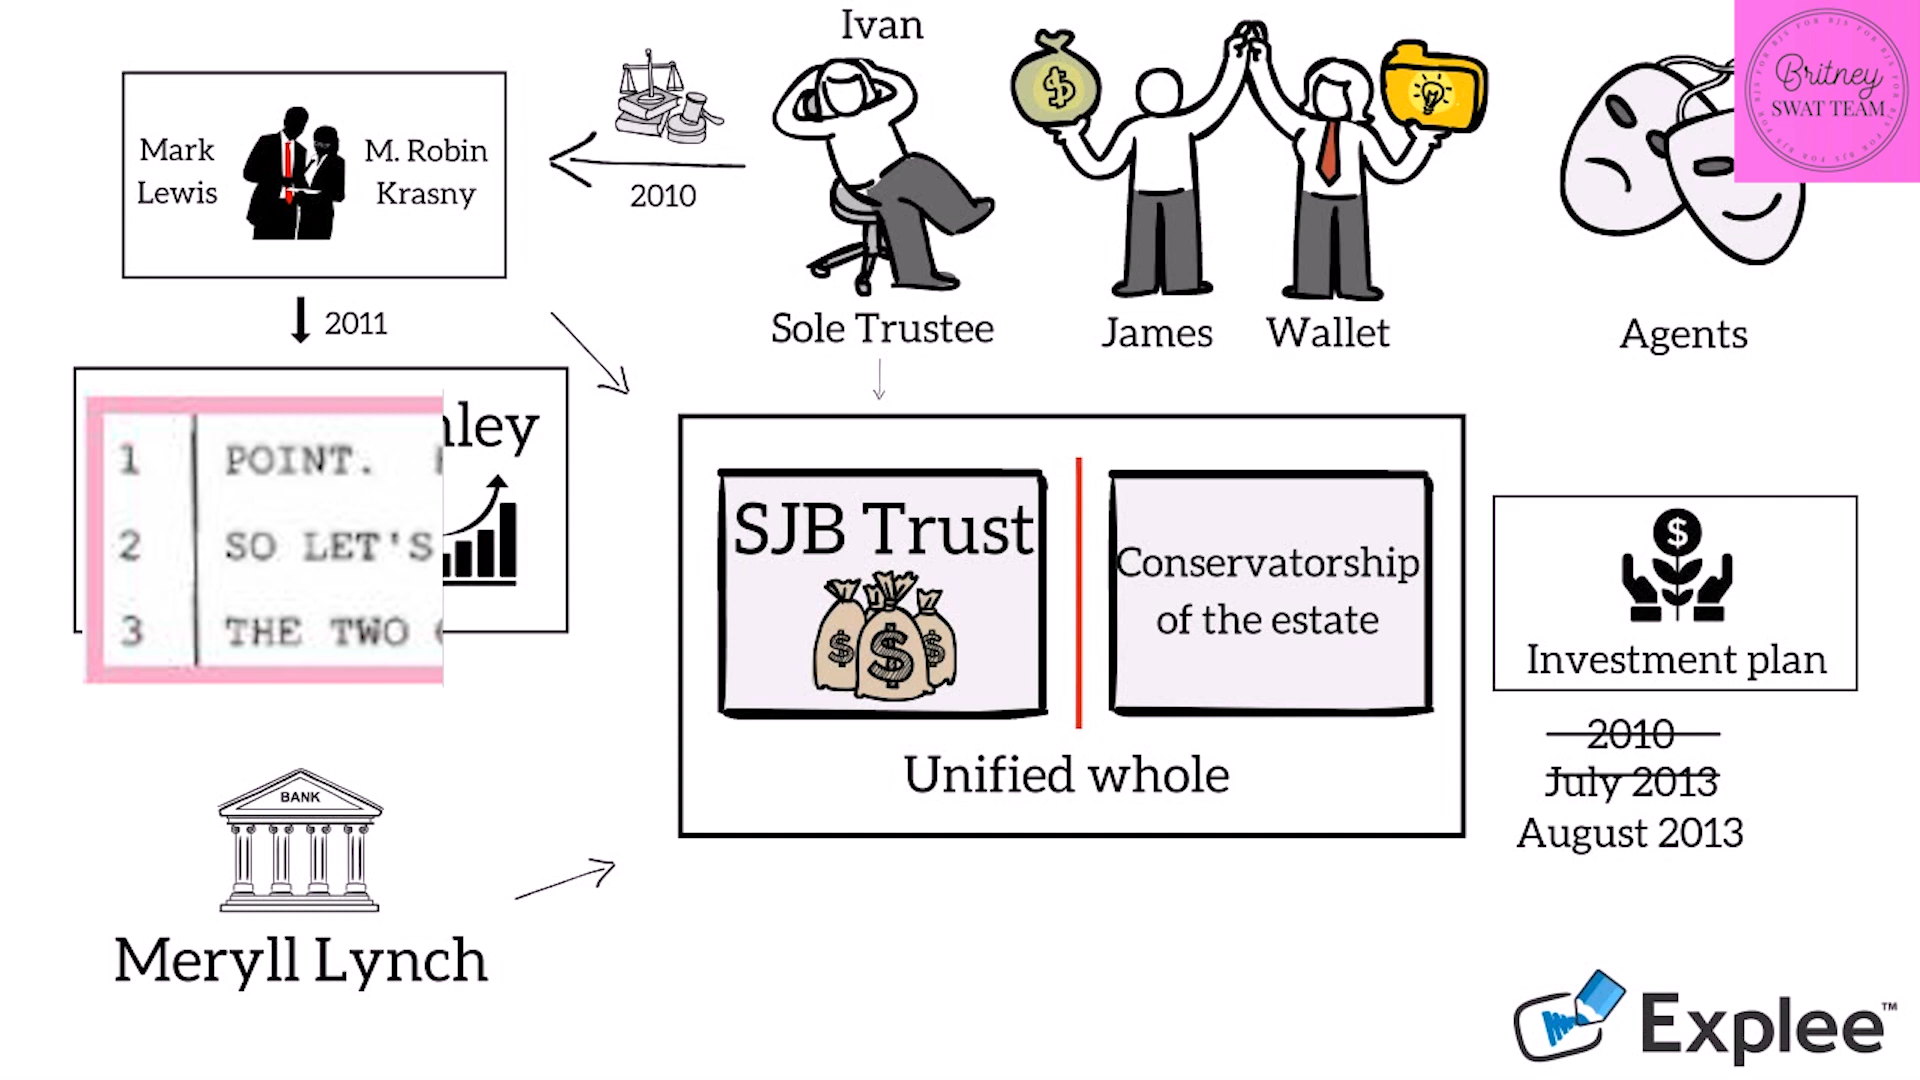 Ivan
Britney
SWAT TEAM
Mark
Lewis
M. Robin
Krasny
2010
2011
Sole Trustee
James
Wallet
Agents
1 POINT.
2 SO LET'S
3 THE TWO
SJB Trust
Conservatorship
of the estate
Unified whole
Investment plan
2010
July 2013
August 2013
BANK
Meryll Lynch
Explee™